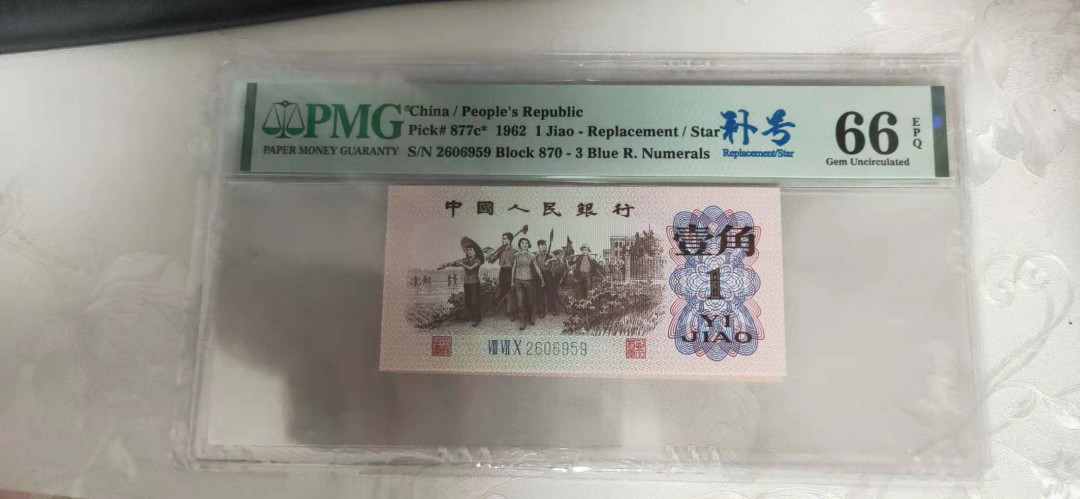 PMG
PAPER MONEY GUARANTY
China / People's Republic
Pick# 877c* 1962 1 Jiao - Replacement / Star
S/N 2606959 Block 870 - 3 Blue R. Numerals
补号
Replacement/Star
66
EPQ
Gem Uncirculated
中國人民銀行
壹角
1
YI
JIAO
VIII VII X 2606959